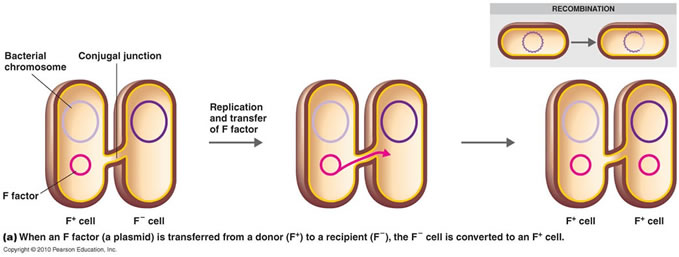 RECOMBINATION
Bacterial
chromosome
Conjugal junction
Replication
and transfer
of F factor
F factor
F⁺ cell
F⁻ cell
F⁺ cell
F⁺ cell
(a) When an F factor (a plasmid) is transferred from a donor (F⁺) to a recipient (F⁻), the F⁻ cell is converted to an F⁺ cell.
Copyright © 2010 Pearson Education, Inc.